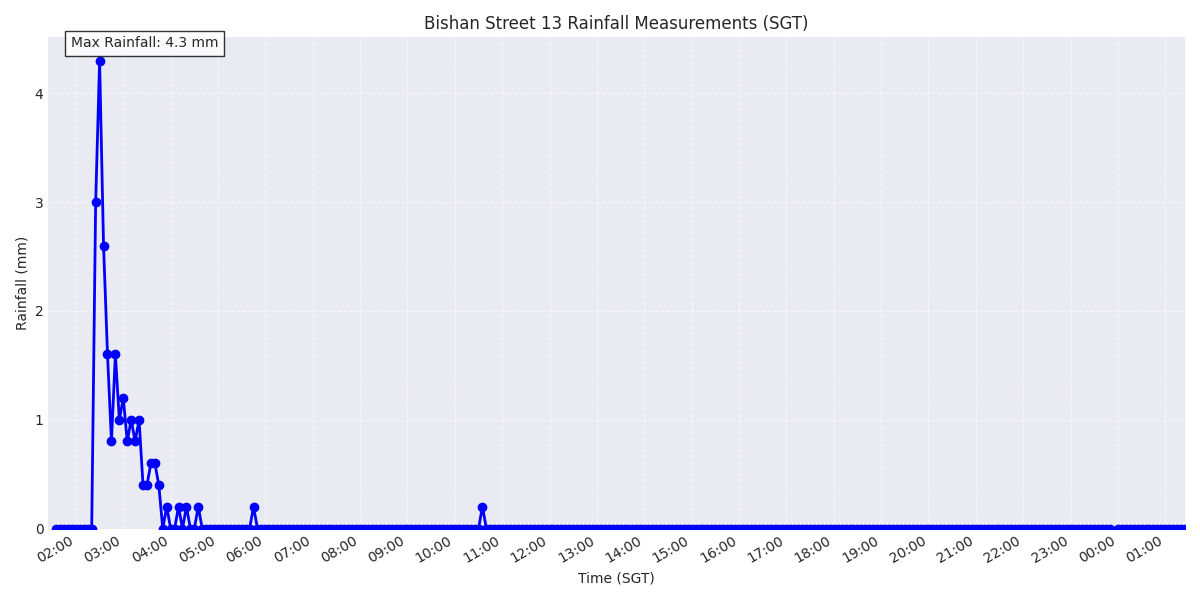 Bishan Street 13 Rainfall Measurements (SGT)
Max Rainfall: 4.3 mm
4
3
2
1
0
Rainfall (mm)
02:00 03:00 04:00 05:00 06:00 07:00 08:00 09:00 10:00 11:00 12:00 13:00 14:00 15:00 16:00 17:00 18:00 19:00 20:00 21:00 22:00 23:00 00:00 01:00
Time (SGT)